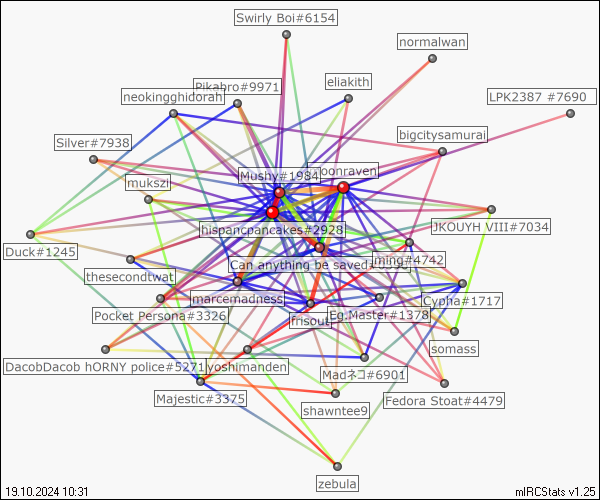 Swirly Boi#6154
normalwan
Pikabro#9971
eliakith
neokingghidorah
LPK2387 #7690
bigcitysamurai
Silver#7938
Mushy#1984
moonraven
mukszi
hispancpancakes#2928
JKOUYH VIII#7034
Duck#1245
Can anything be saved
ming#4742
thesecondtwat
marcemadness
Cypha#1717
Pocket Persona#3326
frisout
Eg.Master#1378
somass
DacobDacob hORNY police#5271
yoshimanden
Madネコ#6901
Majestic#3375
shawntee9
Fedora Stoat#4479
zebula
19.10.2024 10:31
mIRCStats v1.25